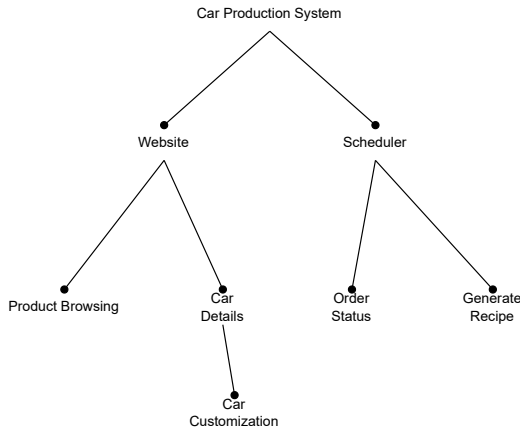 Car Production System
Website
Scheduler
Product Browsing
Car
Details
Order
Status
Generate
Recipe
Car
Customization